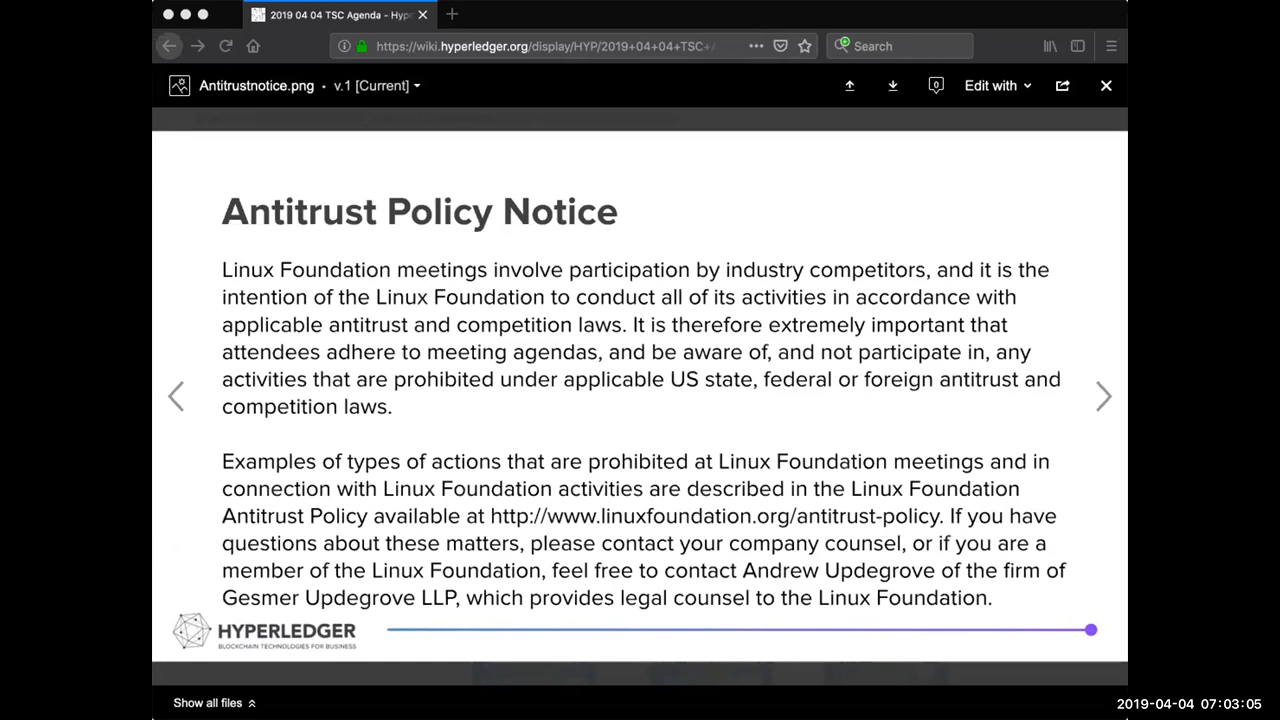 2019 04 04 TSC Agenda - Hype
https://wiki.hyperledger.org/display/HYP/2019+04+04+TSC+
Search
Antitrustnotice.png • v.1 [Current]
0
Edit with
Antitrust Policy Notice
Linux Foundation meetings involve participation by industry competitors, and it is the
intention of the Linux Foundation to conduct all of its activities in accordance with
applicable antitrust and competition laws. It is therefore extremely important that
attendees adhere to meeting agendas, and be aware of, and not participate in, any
activities that are prohibited under applicable US state, federal or foreign antitrust and
competition laws.
Examples of types of actions that are prohibited at Linux Foundation meetings and in
connection with Linux Foundation activities are described in the Linux Foundation
Antitrust Policy available at http://www.linuxfoundation.org/antitrust-policy. If you have
questions about these matters, please contact your company counsel, or if you are a
member of the Linux Foundation, feel free to contact Andrew Updegrove of the firm of
Gesmer Updegrove LLP, which provides legal counsel to the Linux Foundation.
HYPERLEDGER
BLOCKCHAIN TECHNOLOGIES FOR BUSINESS
Show all files
2019-04-04 07:03:05